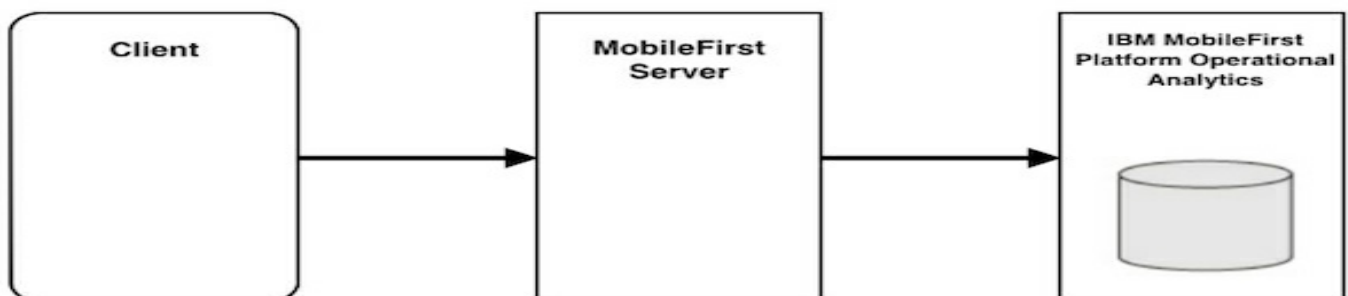 Client
MobileFirst
Server
IBM MobileFirst
Platform Operational
Analytics